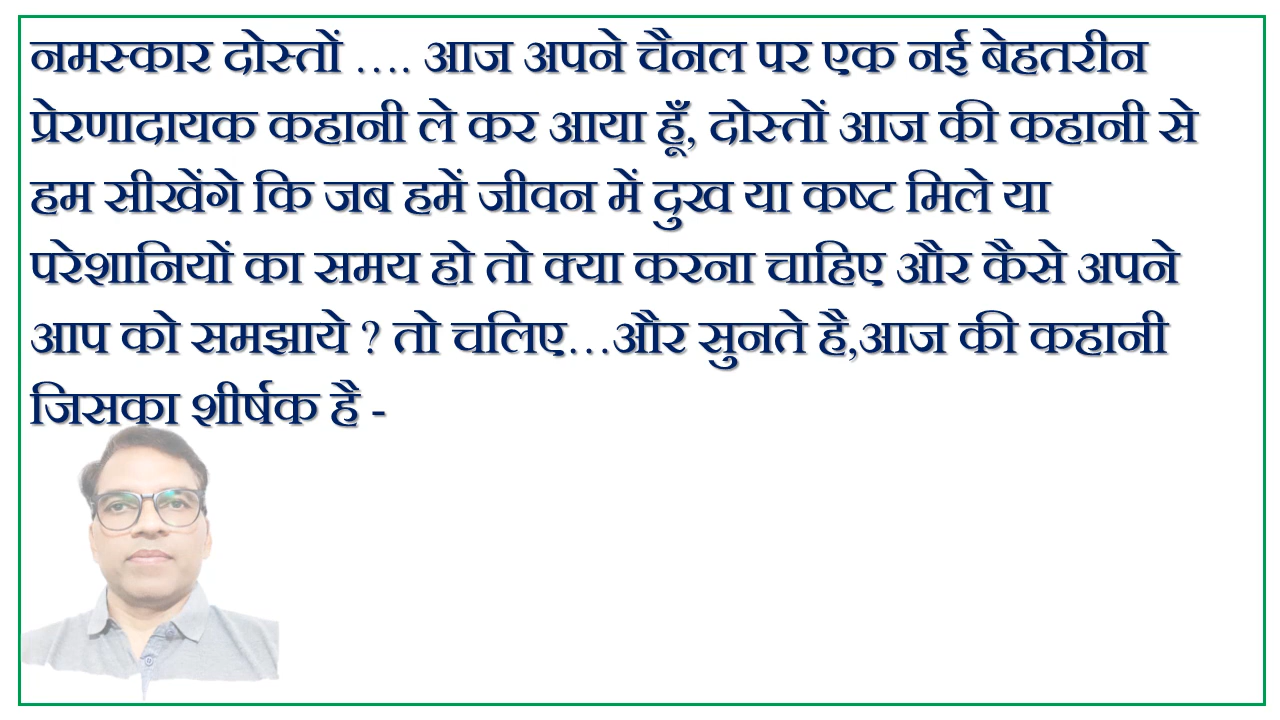 नमस्कार दोस्तों .... आज अपने चैनल पर एक नई बेहतरीन
प्रेरणादायक कहानी ले कर आया हूँ, दोस्तों आज की कहानी से
हम सीखेंगे कि जब हमें जीवन में दुख या कष्ट मिले या
परेशानियों का समय हो तो क्या करना चाहिए और कैसे अपने
आप को समझाये ? तो चलिए...और सुनते है,आज की कहानी
जिसका शीर्षक है -